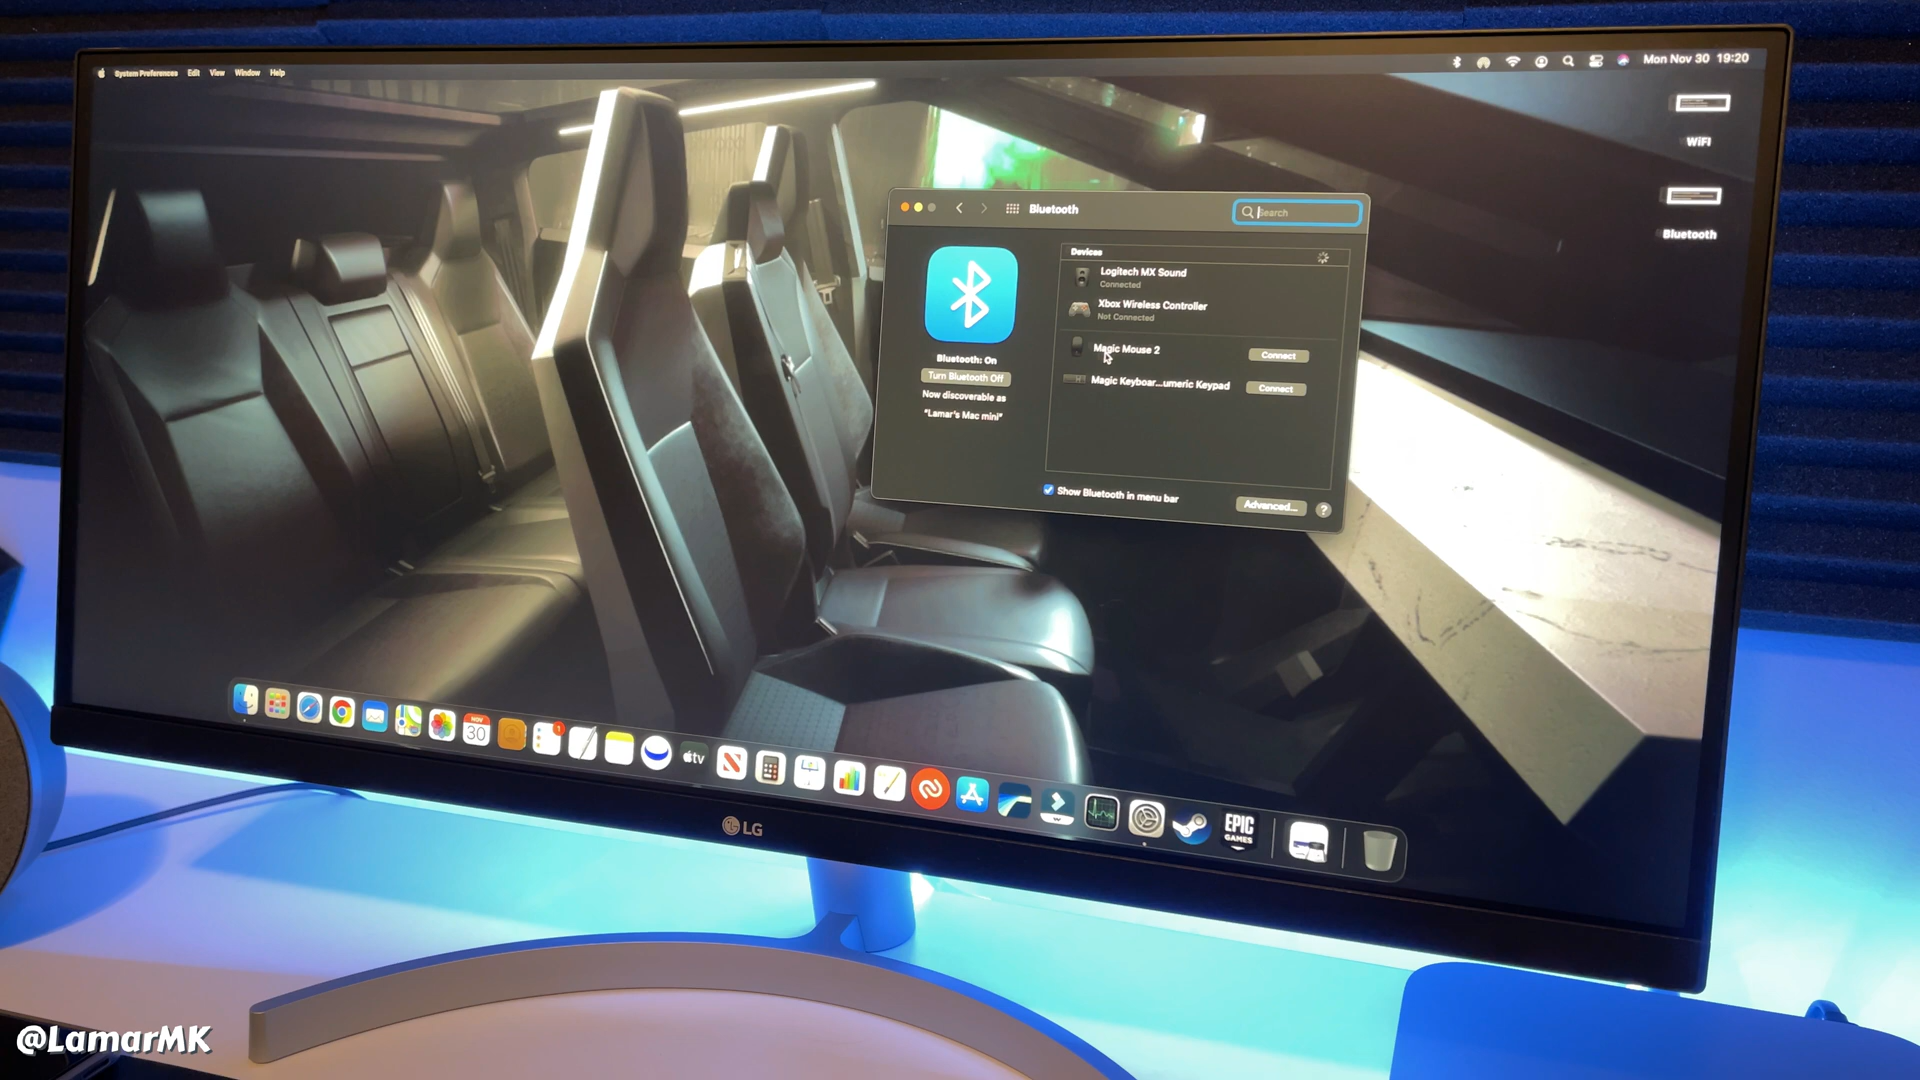 System Preferences Edit View Window Help
Mon Nov 30 19:20
WiFi
Bluetooth
Bluetooth
Search
Devices
Logitech MX Sound
Connected
Xbox Wireless Controller
Not Connected
Magic Mouse 2
Connect
Magic Keyboar...umeric Keypad
Connect
Bluetooth: On
Turn Bluetooth Off
Now discoverable as
"Lamar's Mac mini"
Show Bluetooth in menu bar
Advanced...
?
NOV
30
1
tv
EPIC
GAMES
LG
@LamarMK